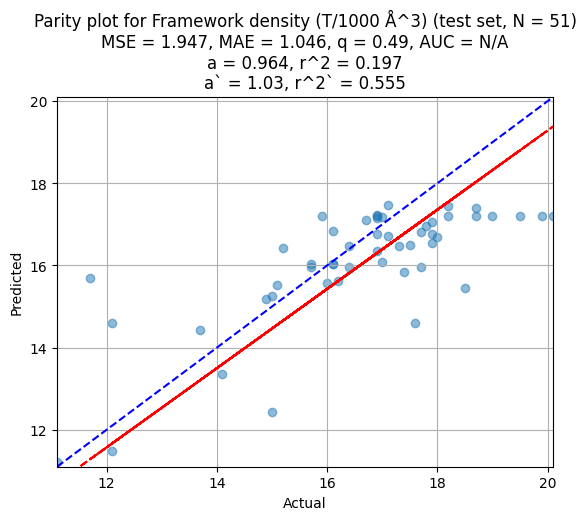 Parity plot for Framework density (T/1000 Å^3) (test set, N = 51)
MSE = 1.947, MAE = 1.046, q = 0.49, AUC = N/A
a = 0.964, r^2 = 0.197
a` = 1.03, r^2` = 0.555
20
18
16
14
12
Predicted
12 14 16 18 20
Actual